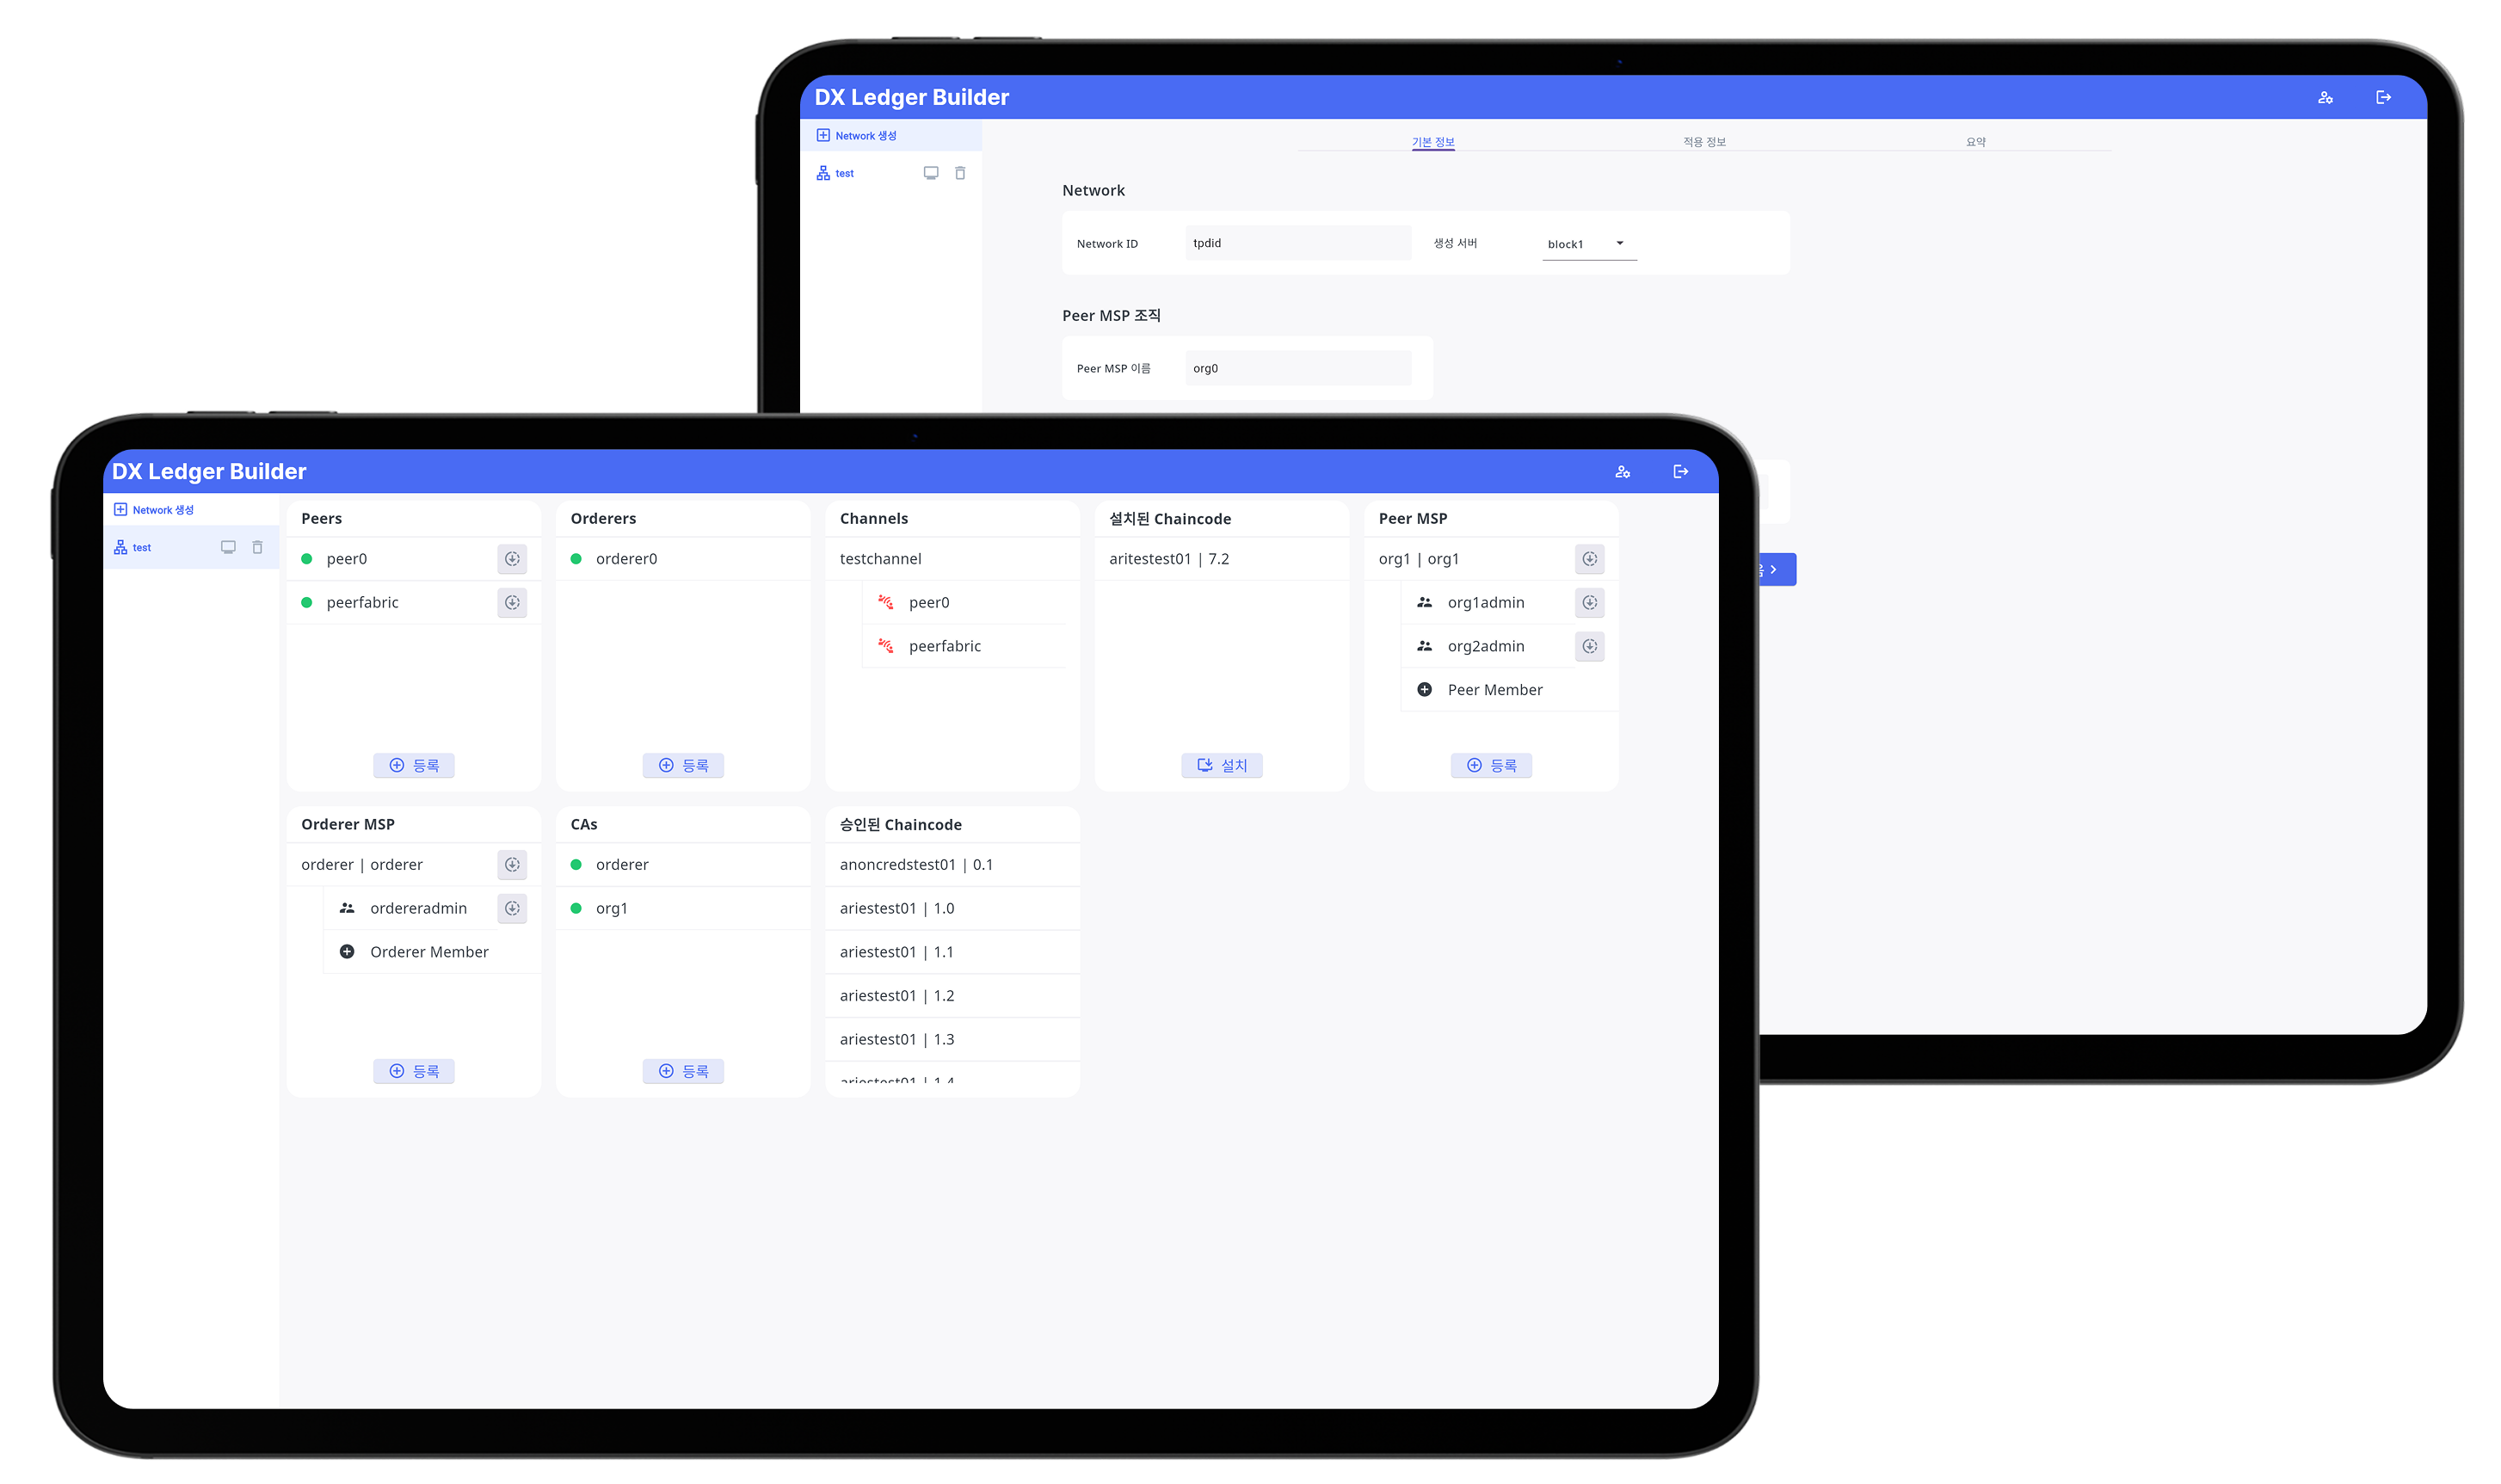 DX Ledger Builder
Network 생성
test
기본 정보
적용 정보
요약
Network
Network ID
tpdid
생성 서버
block1
Peer MSP 조직
Peer MSP 이름
org0
DX Ledger Builder
Network 생성
test
Peers
peer0
peerfabric
등록
Orderers
orderer0
등록
Channels
testchannel
peer0
peerfabric
설치된 Chaincode
aritestest01 | 7.2
설치
Peer MSP
org1 | org1
org1admin
org2admin
Peer Member
등록
Orderer MSP
orderer | orderer
ordereradmin
Orderer Member
등록
CAs
orderer
org1
등록
승인된 Chaincode
anoncredstest01 | 0.1
ariestest01 | 1.0
ariestest01 | 1.1
ariestest01 | 1.2
ariestest01 | 1.3
ariestest01 | 1.4